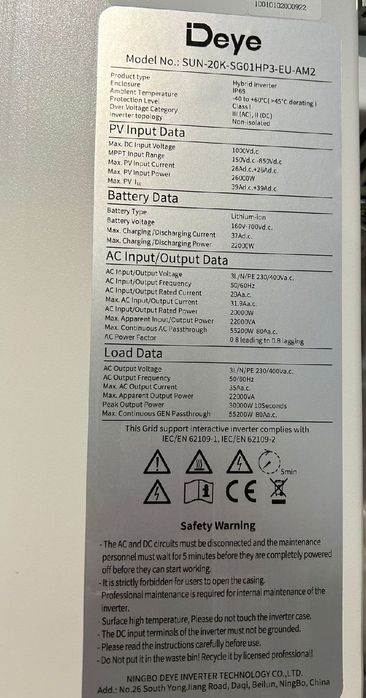 10010102000922
Deye
Model No.: SUN-20K-SG01HP3-EU-AM2
Product type Hybrid inverter
Enclosure IP65
Ambient Temperature -40 to +60°C( >45°C derating )
Protection Level Class I
Over Voltage Category III (AC), II (DC)
Inverter topology Non-isolated
PV Input Data
Max. DC Input Voltage 1000Vd.c.
MPPT Input Range 150Vd.c.-850Vd.c.
Max. PV Input Current 26Ad.c.+26Ad.c.
Max. PV Input Power 26000W
Max. PV Isc 39Ad.c.+39Ad.c.
Battery Data
Battery Type Lithium-ion
Battery Voltage 160V-700Vd.c.
Max. Charging/Discharging Current 37Ad.c.
Max. Charging/Discharging Power 22000W
AC Input/Output Data
AC Input/Output Voltage 3L/N/PE 230/400Va.c.
AC Input/Output Frequency 50/60Hz
AC Input/Output Rated Current 29Aa.c.
Max. AC Input/Output Current 31.9Aa.c.
AC Input/Output Rated Power 20000W
Max. Apparent Input/Output Power 22000VA
Max. Continuous AC Passthrough 55200W 80Aa.c.
AC Power Factor 0.8 leading to 0.8 lagging
Load Data
AC Output Voltage 3L/N/PE 230/400Va.c.
AC Output Frequency 50/60Hz
Max. AC Output Current 35Aa.c.
Max. Apparent Output Power 22000VA
Peak Output Power 30000W 10Seconds
Max. Continuous GEN Passthrough 55200W 80Aa.c.
This Grid support interactive inverter complies with
IEC/EN 62109-1, IEC/EN 62109-2
5min
CE
Safety Warning
- The AC and DC circuits must be disconnected and the maintenance
personnel must wait for 5 minutes before they are completely powered
off before they can start working.
- It is strictly forbidden for users to open the casing.
Professional maintenance is required for internal maintenance of the
inverter.
- Surface high temperature, Please do not touch the inverter case.
- The DC input terminals of the inverter must not be grounded.
- Please read the instructions carefully before use.
- Do Not put it in the waste bin! Recycle it by licensed professional!
NINGBO DEYE INVERTER TECHNOLOGY CO.,LTD.
Add.: No.26 South YongJiang Road, Daqi, Beilun, NingBo, China